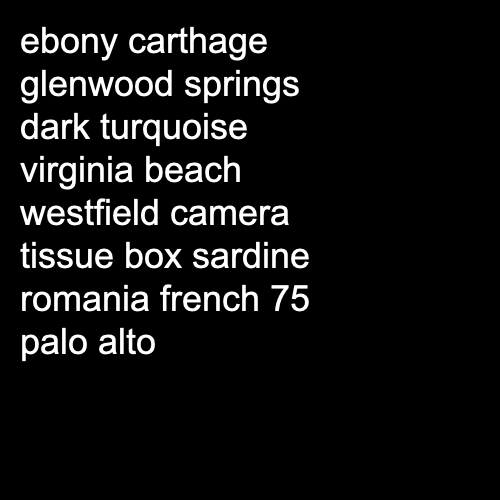 ebony carthage
glenwood springs
dark turquoise
virginia beach
westfield camera
tissue box sardine
romania french 75
palo alto